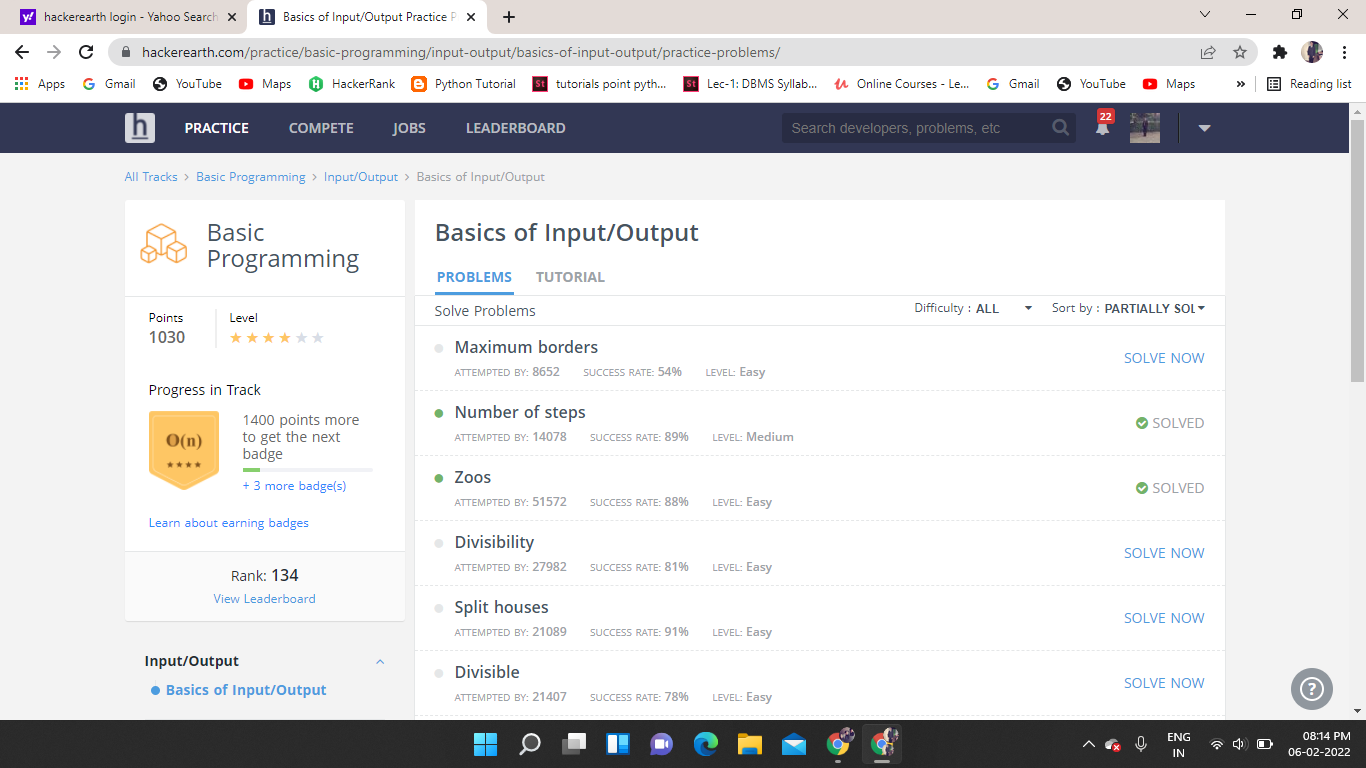 hackerearth login - Yahoo Search
Basics of Input/Output Practice P
hackerearth.com/practice/basic-programming/input-output/basics-of-input-output/practice-problems/
Apps
Gmail
YouTube
Maps
HackerRank
Python Tutorial
tutorials point pyth...
Lec-1: DBMS Syllab...
Online Courses - Le...
Gmail
YouTube
Maps
»
Reading list
h
PRACTICE
COMPETE
JOBS
LEADERBOARD
Search developers, problems, etc
22
All Tracks > Basic Programming > Input/Output > Basics of Input/Output
Basic
Programming
Points
1030
Level
Progress in Track
O(n)
1400 points more
to get the next
badge
+ 3 more badge(s)
Learn about earning badges
Rank: 134
View Leaderboard
Input/Output
Basics of Input/Output
Basics of Input/Output
PROBLEMS
TUTORIAL
Solve Problems
Difficulty : ALL
Sort by : PARTIALLY SOL
Maximum borders
ATTEMPTED BY: 8652 SUCCESS RATE: 54% LEVEL: Easy
SOLVE NOW
Number of steps
ATTEMPTED BY: 14078 SUCCESS RATE: 89% LEVEL: Medium
SOLVED
Zoos
ATTEMPTED BY: 51572 SUCCESS RATE: 88% LEVEL: Easy
SOLVED
Divisibility
ATTEMPTED BY: 27982 SUCCESS RATE: 81% LEVEL: Easy
SOLVE NOW
Split houses
ATTEMPTED BY: 21089 SUCCESS RATE: 91% LEVEL: Easy
SOLVE NOW
Divisible
ATTEMPTED BY: 21407 SUCCESS RATE: 78% LEVEL: Easy
SOLVE NOW
?
ENG
IN
08:14 PM
06-02-2022